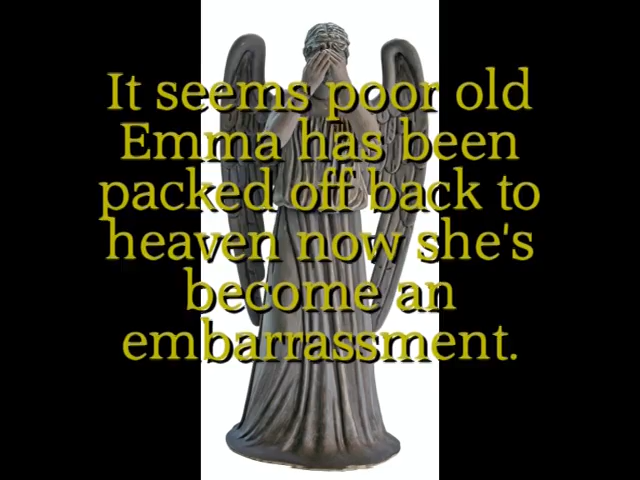 It seems poor old
Emma has been
packed off back to
heaven now she's
become an
embarrassment.